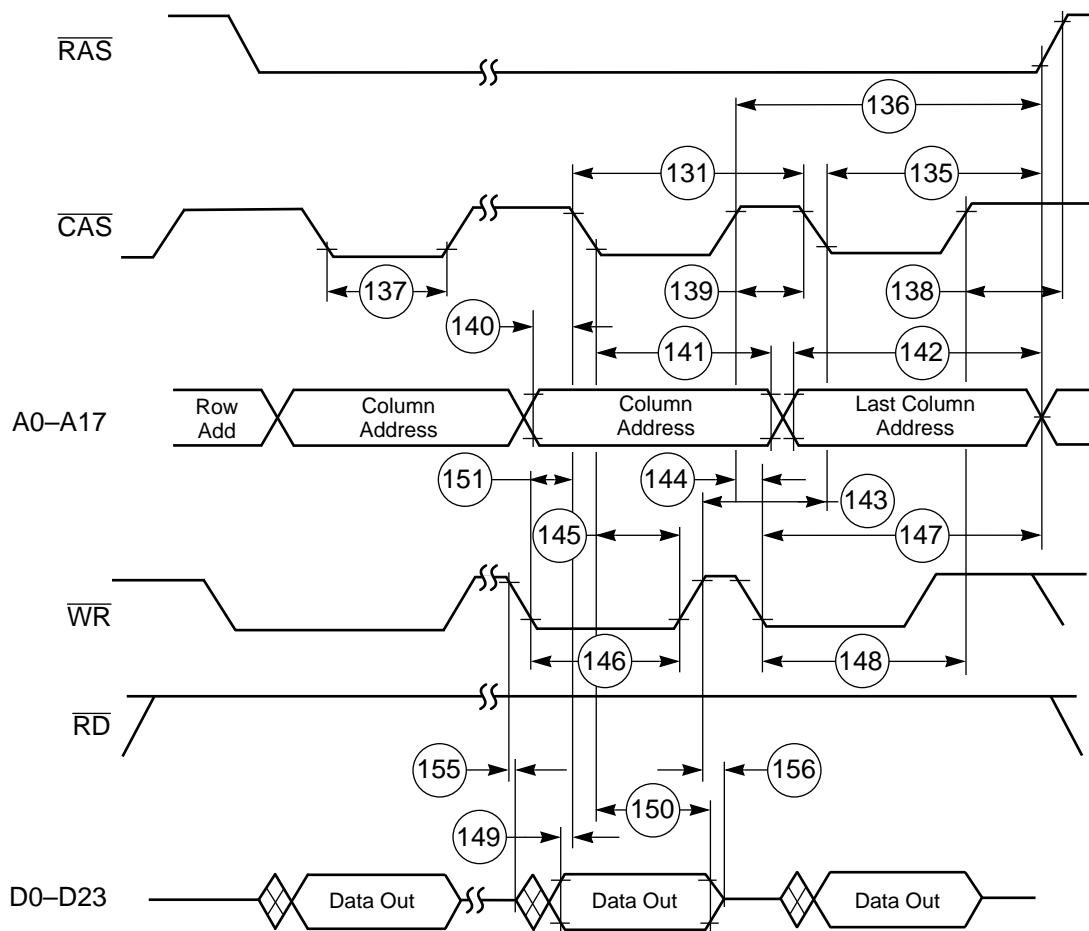 RAS
136
131
135
CAS
137
139
138
140
141
142
A0–A17
Row
Add
Column
Address
Column
Address
Last Column
Address
151
144
143
145
147
WR
146
148
RD
155
156
150
149
D0–D23
Data Out
Data Out
Data Out